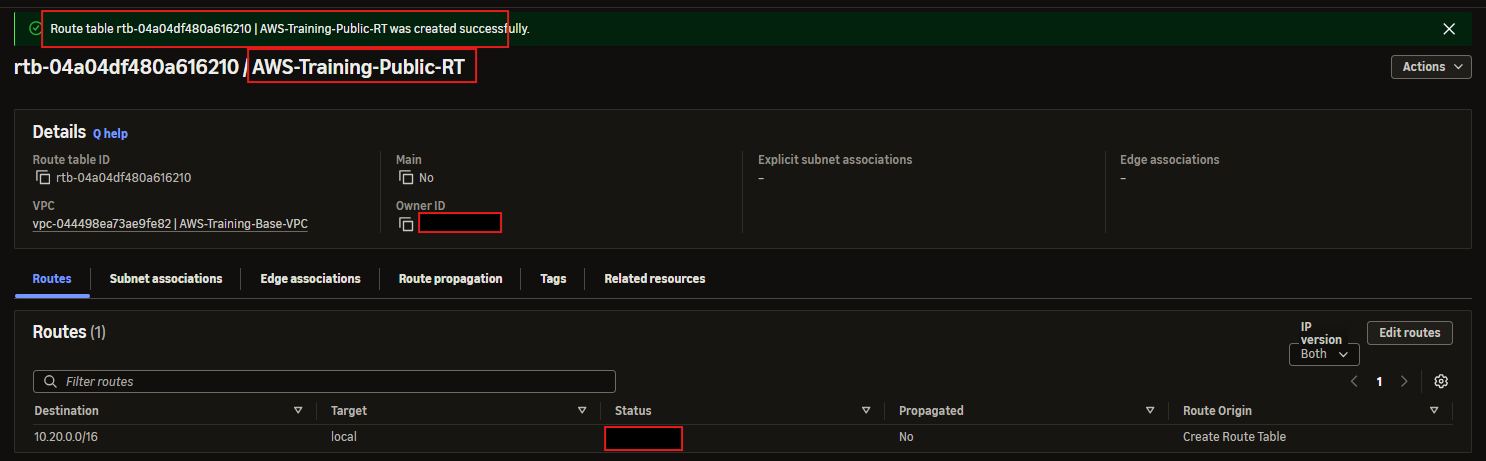 Route table rtb-04a04df480a616210 | AWS-Training-Public-RT was created successfully.
rtb-04a04df480a616210 / AWS-Training-Public-RT
Actions
Details Q help
Route table ID
rtb-04a04df480a616210
Main
No
Explicit subnet associations
–
Edge associations
–
VPC
vpc-044498ea73ae9fe82 | AWS-Training-Base-VPC
Owner ID
Routes Subnet associations Edge associations Route propagation Tags Related resources
Routes (1)
IP version
Both
Edit routes
Filter routes
1
Destination Target Status Propagated Route Origin
10.20.0.0/16 local No Create Route Table